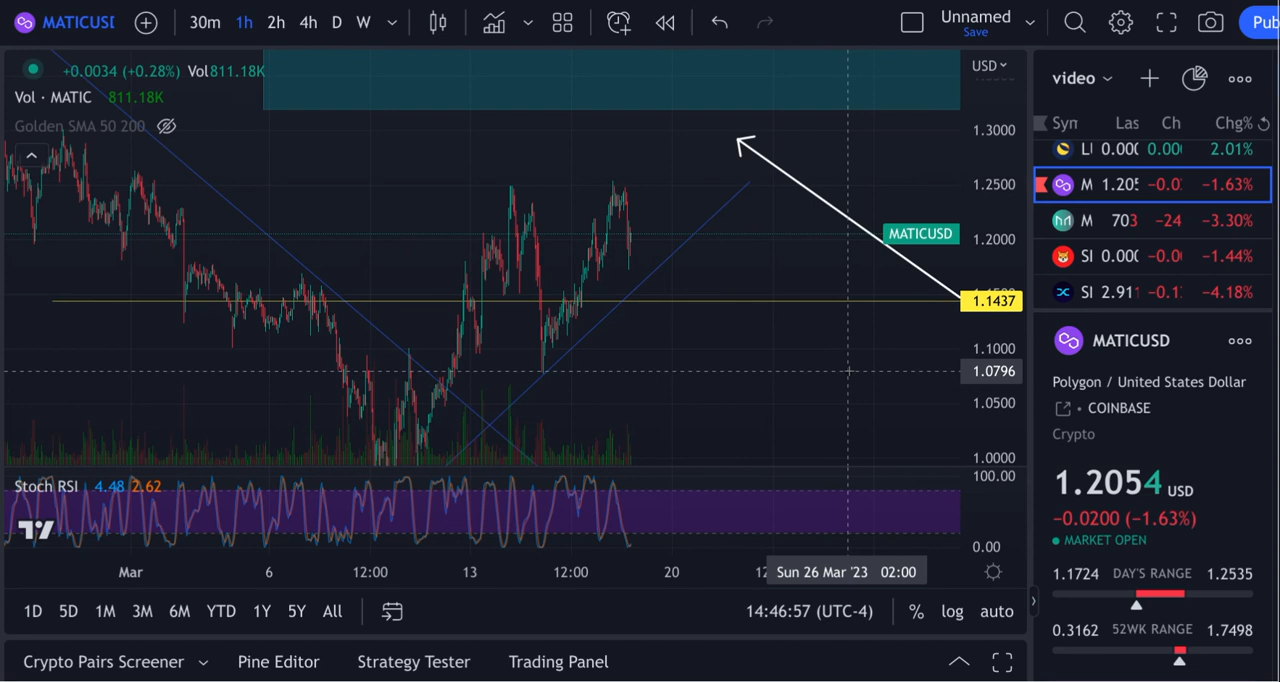 MATICUSD 30m 1h 2h 4h D W Unnamed
Save
Pub
+0.0034 (+0.28%) Vol811.18K
Vol · MATIC 811.18K
Golden SMA 50 200
USD
1.3000
1.2500
MATICUSD
1.2000
1.1437
1.1000
1.0796
1.0500
1.0000
100.00
Stoch RSI 4.48 2.62
0.00
Mar 6 12:00 13 12:00 20 Sun 26 Mar '23 02:00
1D 5D 1M 3M 6M YTD 1Y 5Y All 14:46:57 (UTC-4) % log auto
Crypto Pairs Screener Pine Editor Strategy Tester Trading Panel
video
Las Ch Chg%
LI 0.000 0.000 2.01%
M 1.205 -0.0 −1.63%
M 703 −24 −3.30%
SI 0.000 −0.0 −1.44%
SI 2.911 −0.1 −4.18%
MATICUSD
Polygon / United States Dollar
• COINBASE
Crypto
1.2054 USD
−0.0200 (−1.63%)
MARKET OPEN
1.1724 DAY'S RANGE 1.2535
0.3162 52WK RANGE 1.7498